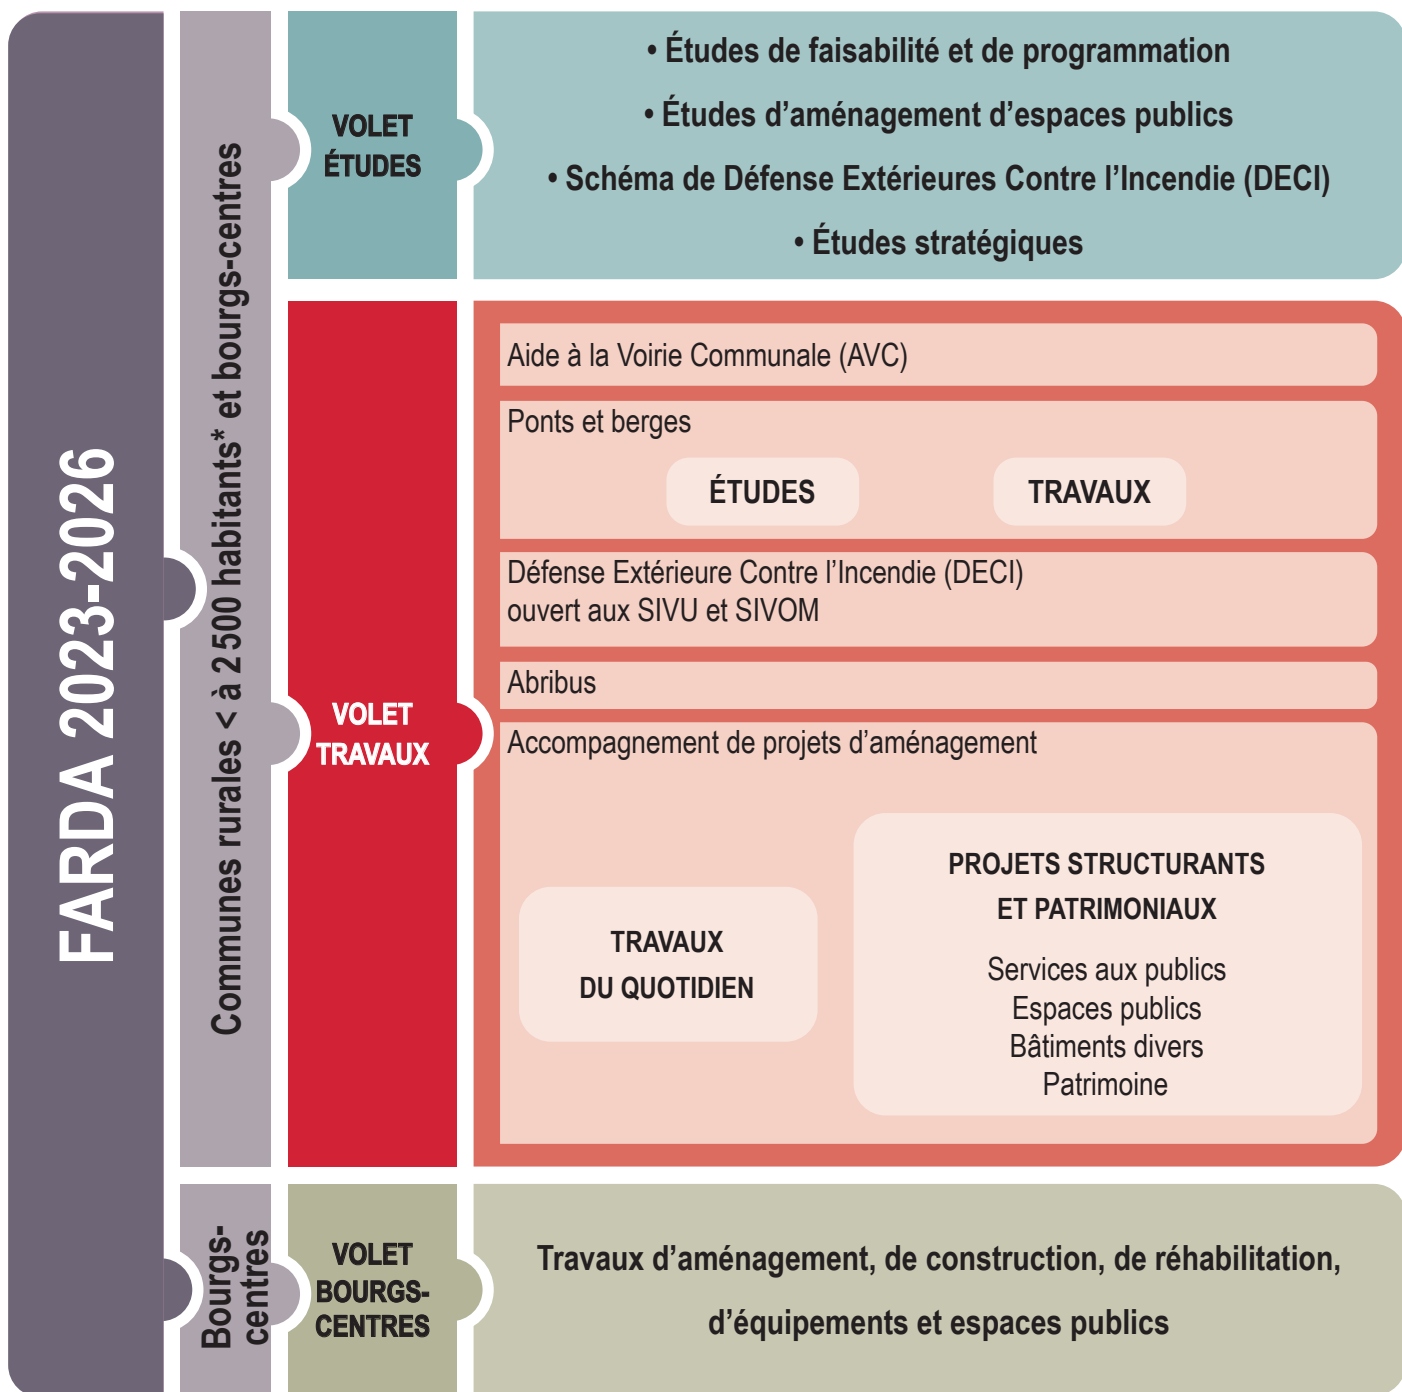 FARDA 2023-2026
Communes rurales < à 2 500 habitants* et bourgs-centres
VOLET
ÉTUDES
• Études de faisabilité et de programmation
• Études d'aménagement d'espaces publics
• Schéma de Défense Extérieures Contre l'Incendie (DECI)
• Études stratégiques
VOLET
TRAVAUX
Aide à la Voirie Communale (AVC)
Ponts et berges
ÉTUDES
TRAVAUX
Défense Extérieure Contre l'Incendie (DECI)
ouvert aux SIVU et SIVOM
Abribus
Accompagnement de projets d'aménagement
TRAVAUX
DU QUOTIDIEN
PROJETS STRUCTURANTS
ET PATRIMONIAUX
Services aux publics
Espaces publics
Bâtiments divers
Patrimoine
Bourgs-
centres
VOLET
BOURGS-
CENTRES
Travaux d'aménagement, de construction, de réhabilitation,
d'équipements et espaces publics